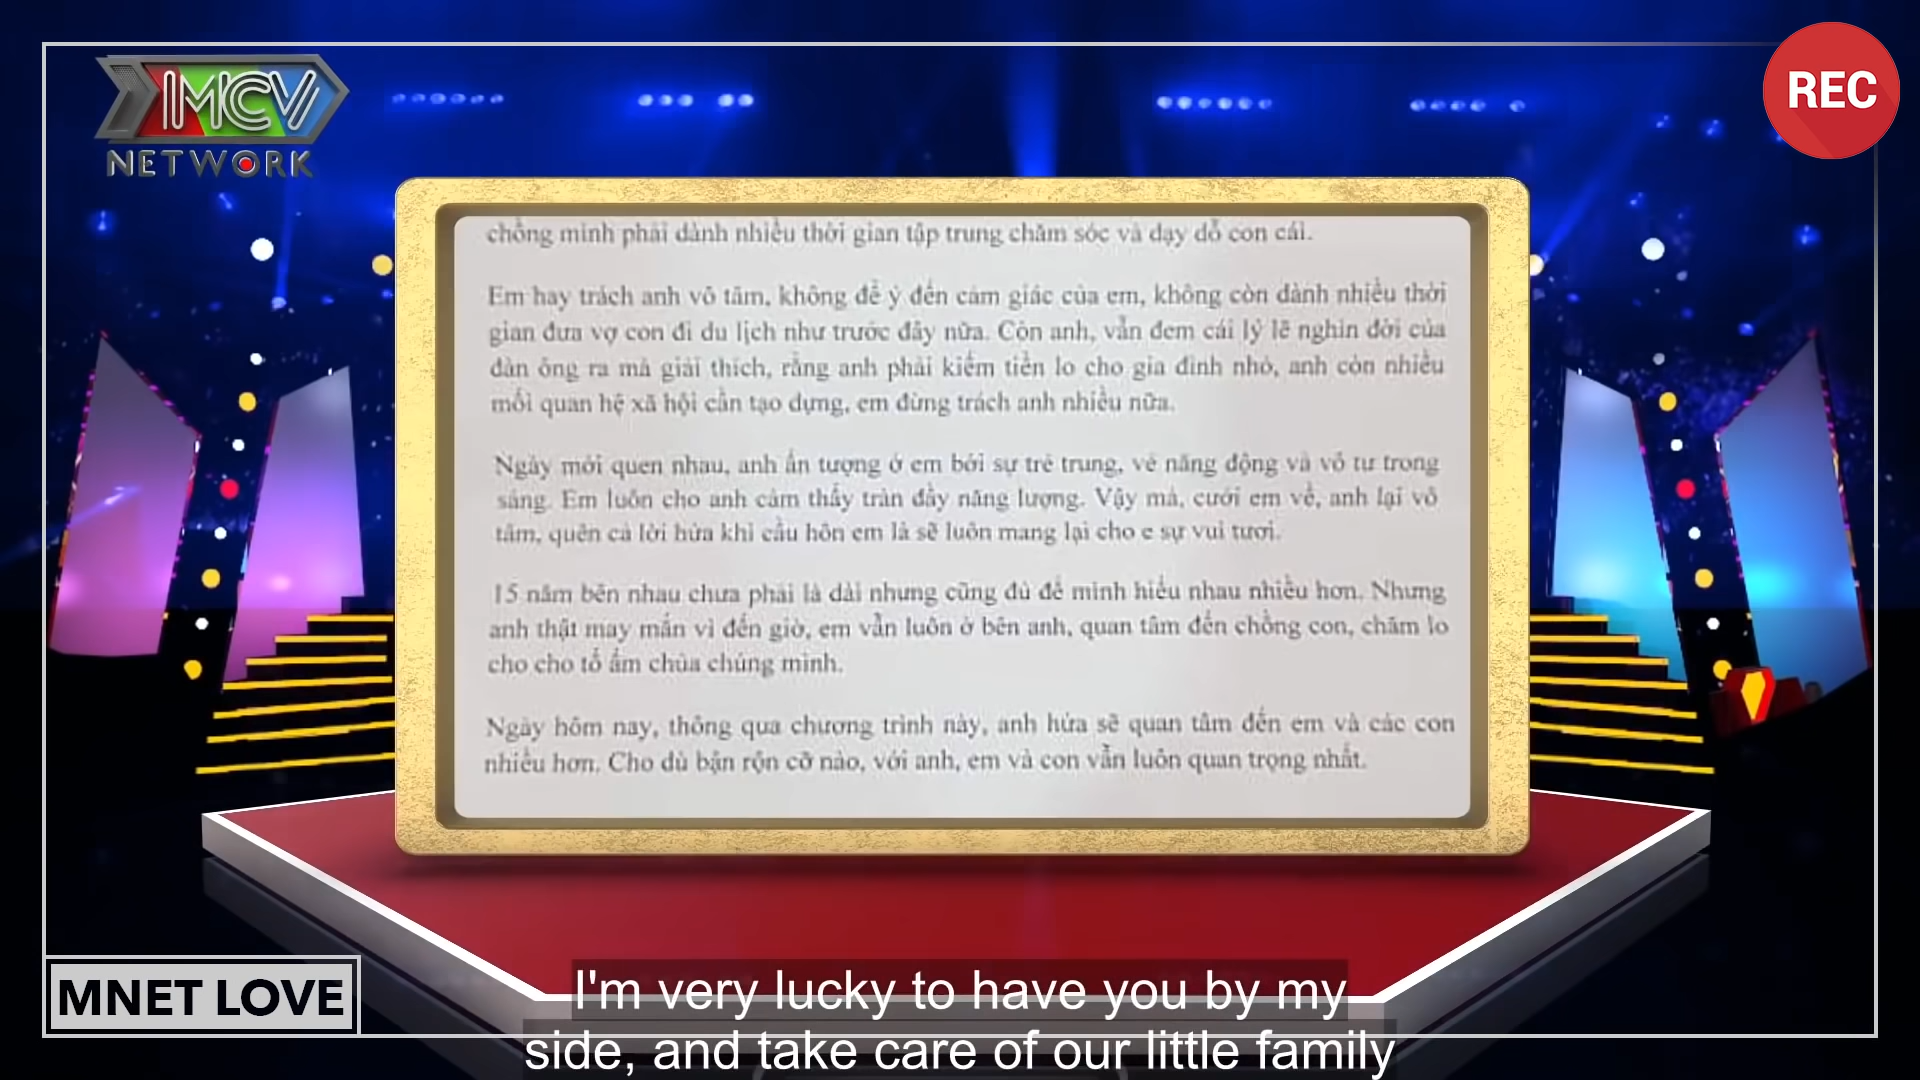 MCV
NETWORK
REC
chồng mình phải dành nhiều thời gian tập trung chăm sóc và dạy dỗ con cái.
Em hay trách anh vô tâm, không để ý đến cảm giác của em, không còn dành nhiều thời
gian đưa vợ con đi du lịch như trước đây nữa. Còn anh, vẫn đem cái lý lẽ nghìn đời của
đàn ông ra mà giải thích, rằng anh phải kiếm tiền lo cho gia đình nhỏ, anh còn nhiều
mối quan hệ xã hội cần tạo dựng, em đừng trách anh nhiều nữa.
Ngày mới quen nhau, anh ấn tượng ở em bởi sự trẻ trung, vẻ năng động và vô tư trong
sáng. Em luôn cho anh cảm thấy tràn đầy năng lượng. Vậy mà, cưới em về, anh lại vô
tâm, quên cả lời hứa khi cầu hôn em là sẽ luôn mang lại cho e sự vui tươi.
15 năm bên nhau chưa phải là dài nhưng cũng đủ để mình hiểu nhau nhiều hơn. Nhưng
anh thật may mắn vì đến giờ, em vẫn luôn ở bên anh, quan tâm đến chồng con, chăm lo
cho cho tổ ấm chủa chúng mình.
Ngày hôm nay, thông qua chương trình này, anh hứa sẽ quan tâm đến em và các con
nhiều hơn. Cho dù bận rộn cỡ nào, với anh, em và con vẫn luôn quan trọng nhất.
MNET LOVE
I'm very lucky to have you by my
side, and take care of our little family